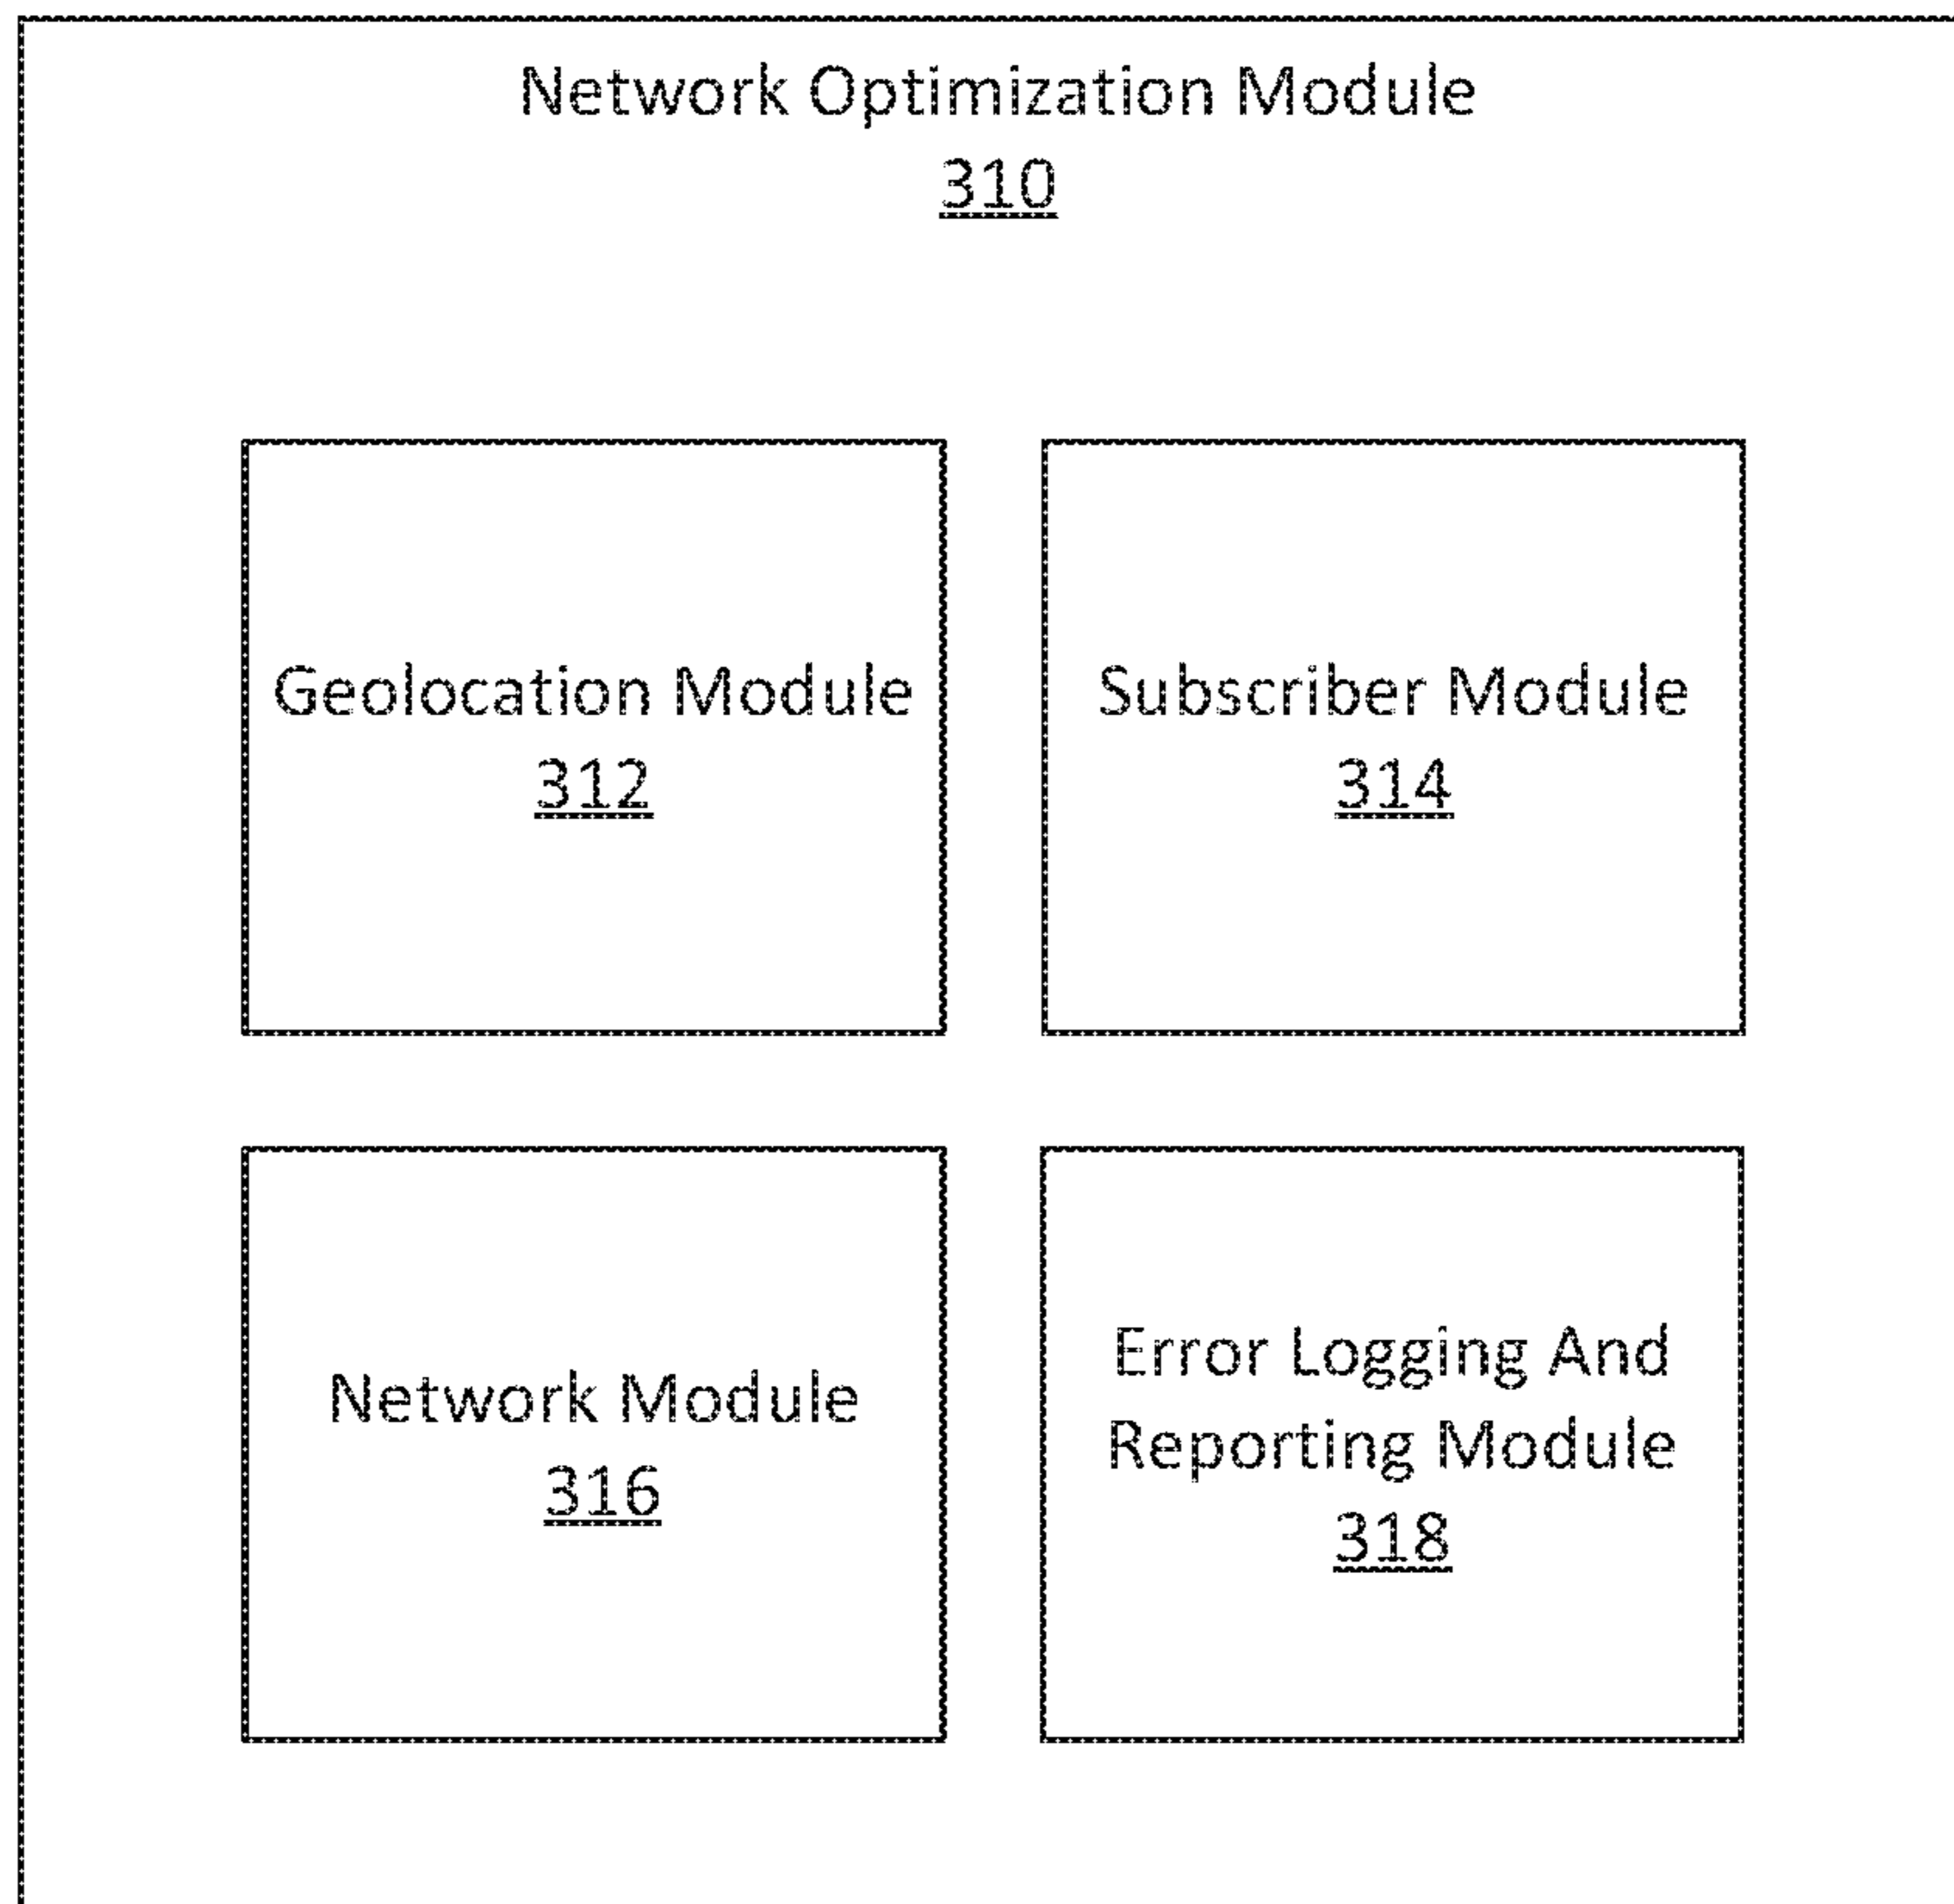 Network Optimization Module
310
Geolocation Module
312
Subscriber Module
314
Network Module
316
Error Logging And
Reporting Module
318